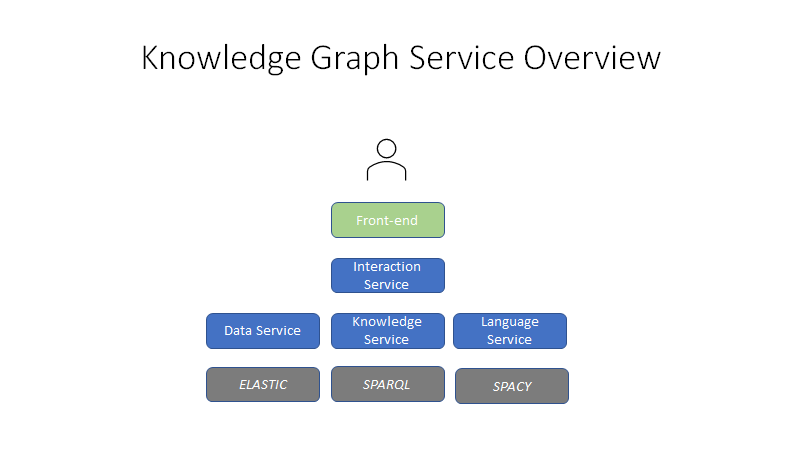 Knowledge Graph Service Overview
Front-end
Interaction
Service
Data Service
Knowledge
Service
Language
Service
ELASTIC
SPARQL
SPACY